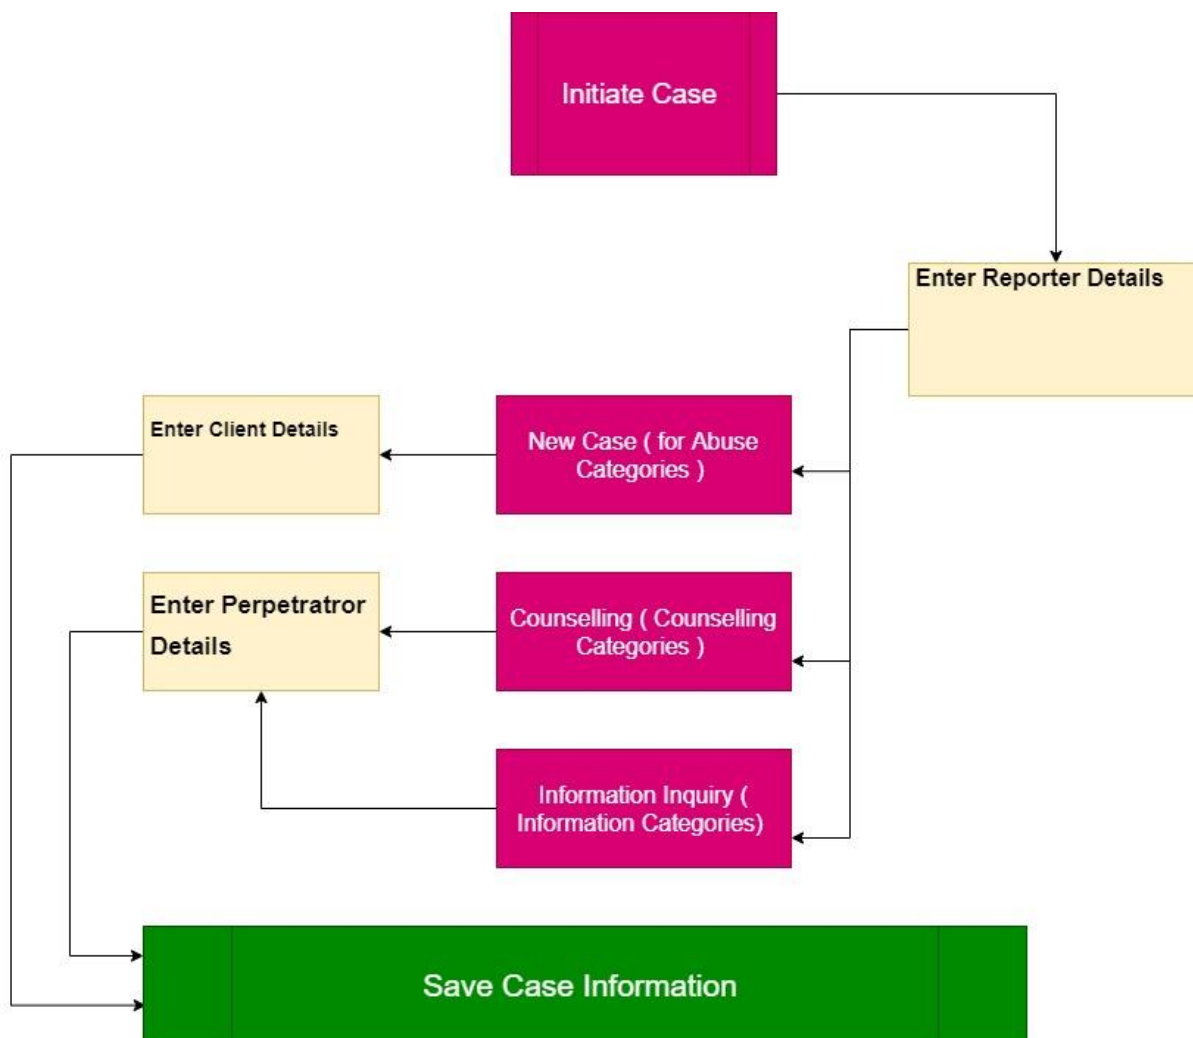 Initiate Case
Enter Reporter Details
Enter Client Details
New Case ( for Abuse
Categories )
Enter Perpetratror
Details
Counselling ( Counselling
Categories )
Information Inquiry (
Information Categories)
Save Case Information